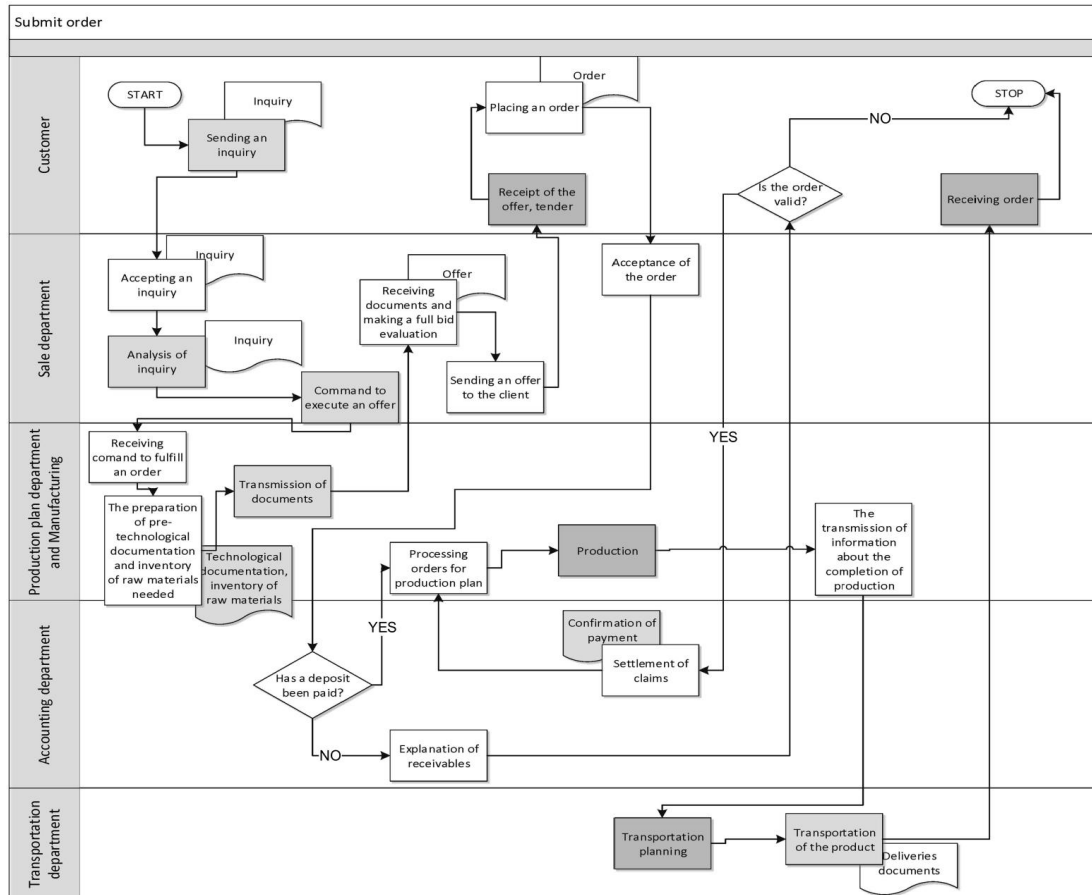 Submit order
Customer
START
Inquiry
Sending an
inquiry
Order
Placing an order
Receipt of the
offer, tender
NO
Is the order
valid?
STOP
Receiving order
Sale department
Inquiry
Accepting an
inquiry
Inquiry
Analysis of
inquiry
Command to
execute an offer
Offer
Receiving
documents and
making a full bid
evaluation
Sending an offer
to the client
Acceptance of
the order
YES
Production plan department
and Manufacturing
Receiving
comand to fulfill
an order
The preparation
of pre-
technological
documentation
and inventory
of raw materials
needed
Technological
documentation,
inventory of
raw materials
Transmission of
documents
Processing
orders for
production plan
Production
The
transmission of
information
about the
completion of
production
Accounting department
YES
Has a deposit
been paid?
NO
Explanation of
receivables
Confirmation of
payment
Settlement of
claims
Transportation
department
Transportation
planning
Transportation
of the product
Deliveries
documents